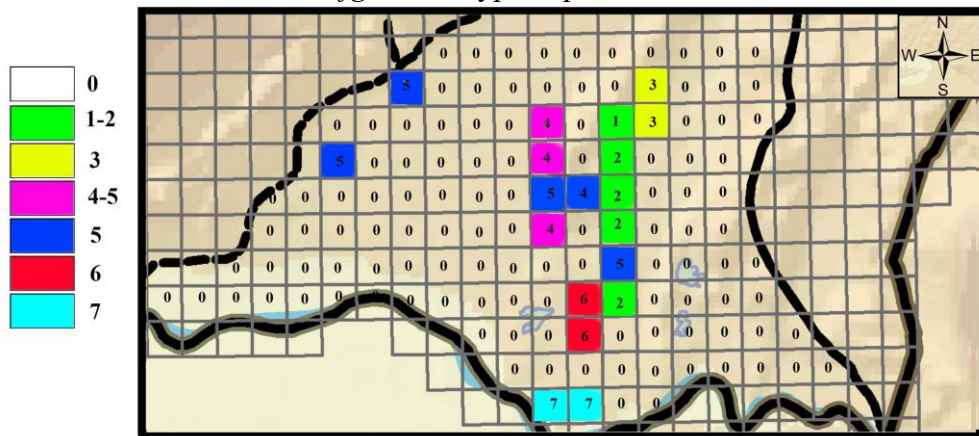 N
W E
S
0
1-2
3
4-5
5
6
7
0 0 0 0 0 0 0 0 0 0
5 0 0 0 0 0 0 3 0 0 0
0 0 0 0 0 0 4 0 1 3 0 0 0
5 0 0 0 0 0 4 0 2 0 0 0
0 0 0 0 0 0 0 0 5 4 2 0 0 0
0 0 0 0 0 0 0 0 4 0 2 0 0 0
0 0 0 0 0 0 0 0 0 0 0 5 0 0 0 0
0 0 0 0 0 0 0 0 0 0 0 0 6 2 0 0 0 0
0 0 0 6 0 0 0 0 0 0
0 0 0 0 0 0 0 0 0
7 7 0 0